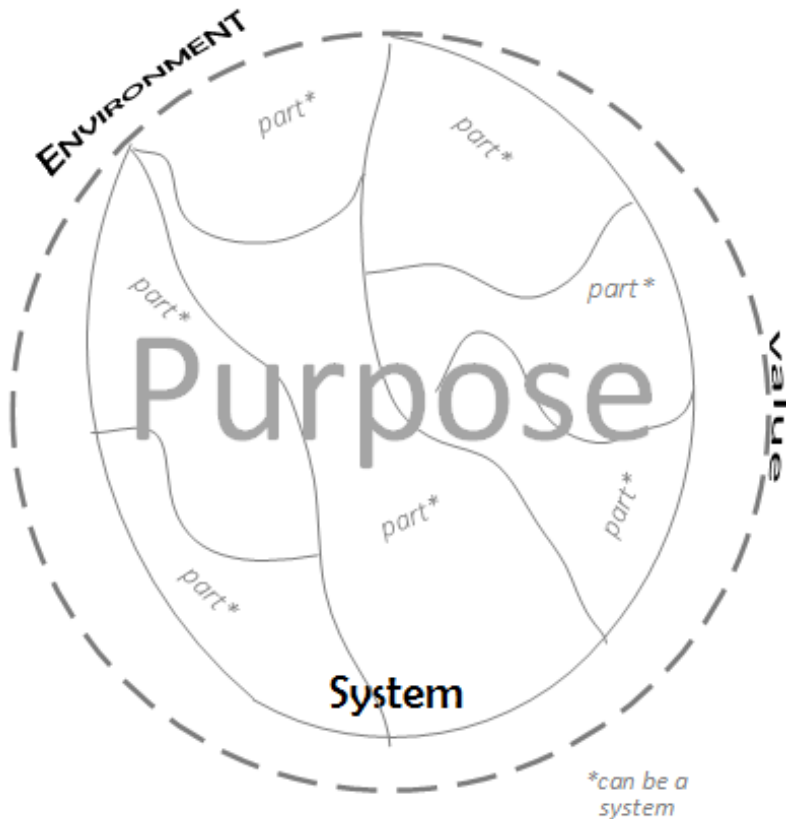 ENVIRONMENT
part*
part*
part*
part*
value
Purpose
part*
part*
part*
System
*can be a
system